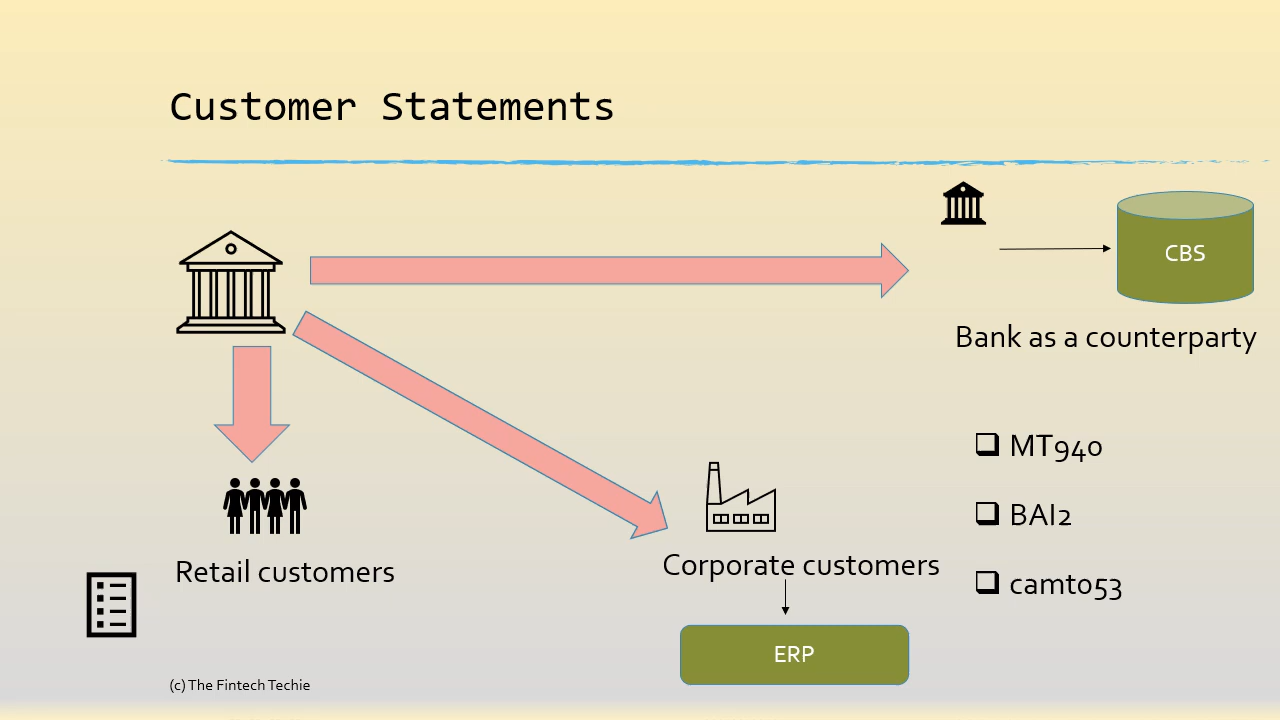 Customer Statements
CBS
Bank as a counterparty
MT940
BAI2
camt053
Corporate customers
Retail customers
ERP
(c) The Fintech Techie